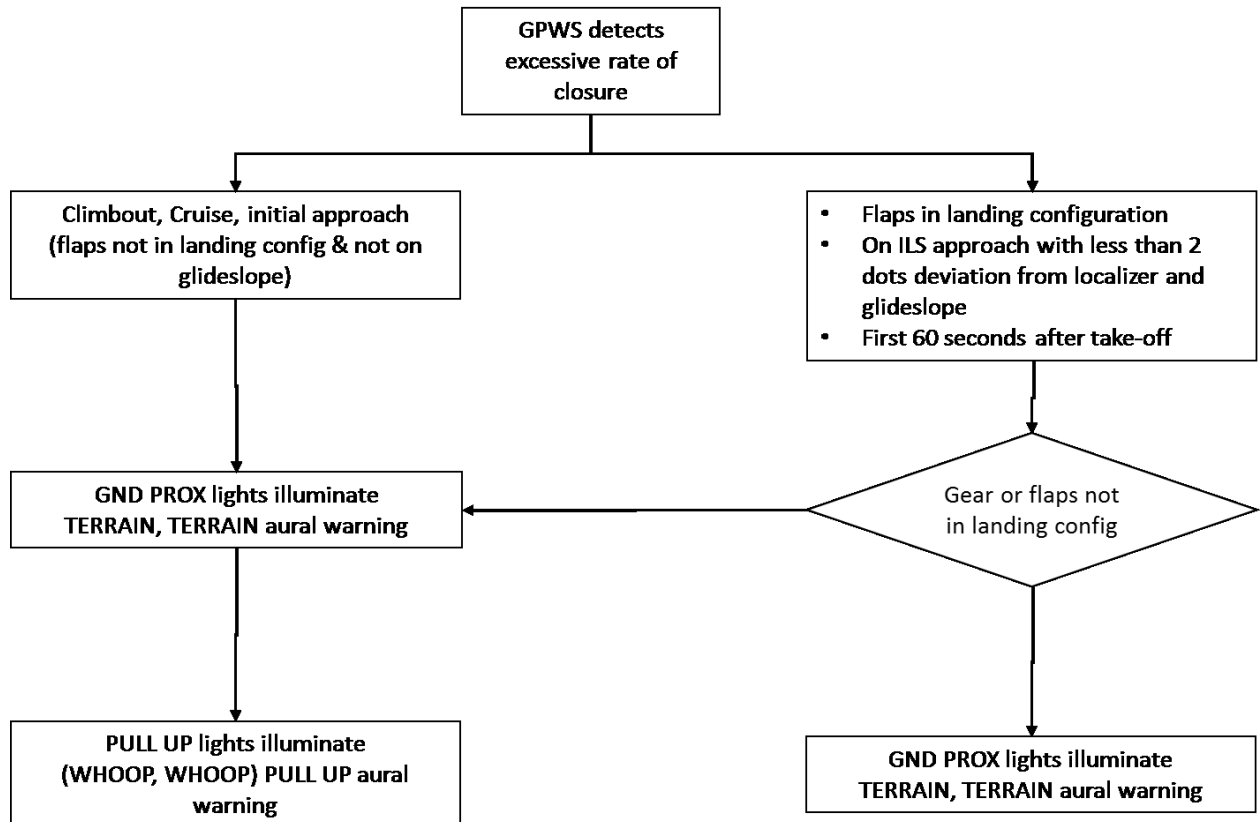 GPWS detects
excessive rate of
closure
Climbout, Cruise, initial approach
(flaps not in landing config & not on
glideslope)
• Flaps in landing configuration
• On ILS approach with less than 2
dots deviation from localizer and
glideslope
• First 60 seconds after take-off
GND PROX lights illuminate
TERRAIN, TERRAIN aural warning
Gear or flaps not
in landing config
PULL UP lights illuminate
(WHOOP, WHOOP) PULL UP aural
warning
GND PROX lights illuminate
TERRAIN, TERRAIN aural warning